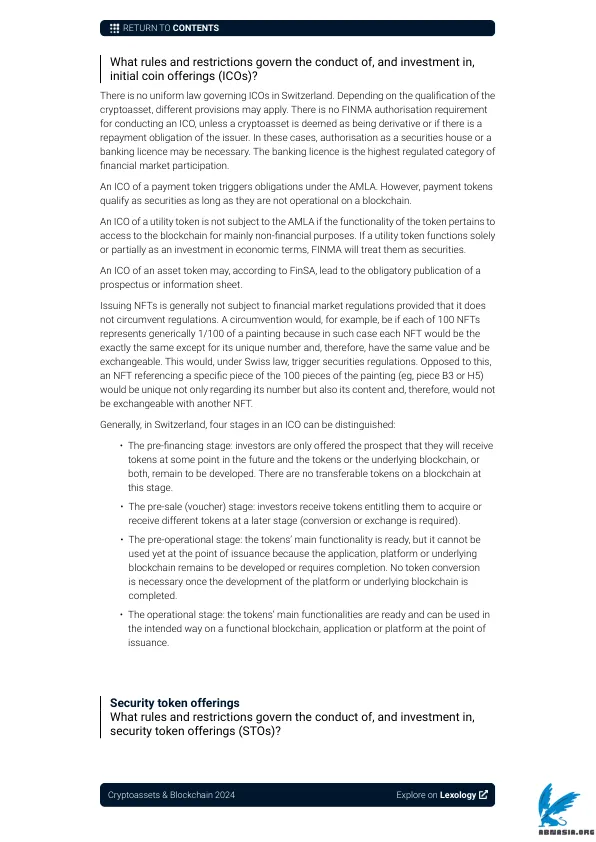 RETURN TO CONTENTS
What rules and restrictions govern the conduct of, and investment in,
initial coin offerings (ICOs)?
There is no uniform law governing ICOs in Switzerland. Depending on the qualification of the
cryptoasset, different provisions may apply. There is no FINMA authorisation requirement
for conducting an ICO, unless a cryptoasset is deemed as being derivative or if there is a
repayment obligation of the issuer. In these cases, authorisation as a securities house or a
banking licence may be necessary. The banking licence is the highest regulated category of
financial market participation.
An ICO of a payment token triggers obligations under the AMLA. However, payment tokens
qualify as securities as long as they are not operational on a blockchain.
An ICO of a utility token is not subject to the AMLA if the functionality of the token pertains to
access to the blockchain for mainly non-financial purposes. If a utility token functions solely
or partially as an investment in economic terms, FINMA will treat them as securities.
An ICO of an asset token may, according to FinSA, lead to the obligatory publication of a
prospectus or information sheet.
Issuing NFTs is generally not subject to financial market regulations provided that it does
not circumvent regulations. A circumvention would, for example, be if each of 100 NFTs
represents generically 1/100 of a painting because in such case each NFT would be the
exactly the same except for its unique number and, therefore, have the same value and be
exchangeable. This would, under Swiss law, trigger securities regulations. Opposed to this,
an NFT referencing a specific piece of the 100 pieces of the painting (eg, piece B3 or H5)
would be unique not only regarding its number but also its content and, therefore, would not
be exchangeable with another NFT.
Generally, in Switzerland, four stages in an ICO can be distinguished:
• The pre-financing stage: investors are only offered the prospect that they will receive
tokens at some point in the future and the tokens or the underlying blockchain, or
both, remain to be developed. There are no transferable tokens on a blockchain at
this stage.
• The pre-sale (voucher) stage: investors receive tokens entitling them to acquire or
receive different tokens at a later stage (conversion or exchange is required).
• The pre-operational stage: the tokens' main functionality is ready, but it cannot be
used yet at the point of issuance because the application, platform or underlying
blockchain remains to be developed or requires completion. No token conversion
is necessary once the development of the platform or underlying blockchain is
completed.
• The operational stage: the tokens' main functionalities are ready and can be used in
the intended way on a functional blockchain, application or platform at the point of
issuance.
Security token offerings
What rules and restrictions govern the conduct of, and investment in,
security token offerings (STOs)?
Cryptoassets & Blockchain 2024
Explore on Lexology
ADNASIA.ORG